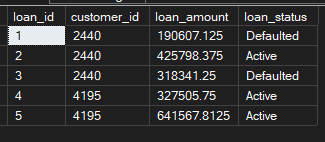 loan_id customer_id loan_amount loan_status
1 2440 190607.125 Defaulted
2 2440 425798.375 Active
3 2440 318341.25 Defaulted
4 4195 327505.75 Active
5 4195 641567.8125 Active